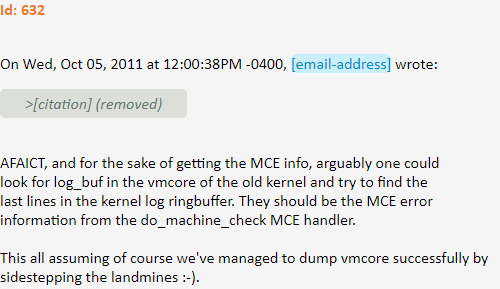 Id: 632
On Wed, Oct 05, 2011 at 12:00:38PM -0400, [email-address] wrote:
>[citation] (removed)
AFAICT, and for the sake of getting the MCE info, arguably one could
look for log_buf in the vmcore of the old kernel and try to find the
last lines in the kernel log ringbuffer. They should be the MCE error
information from the do_machine_check MCE handler.
This all assuming of course we've managed to dump vmcore successfully by
sidestepping the landmines :-).